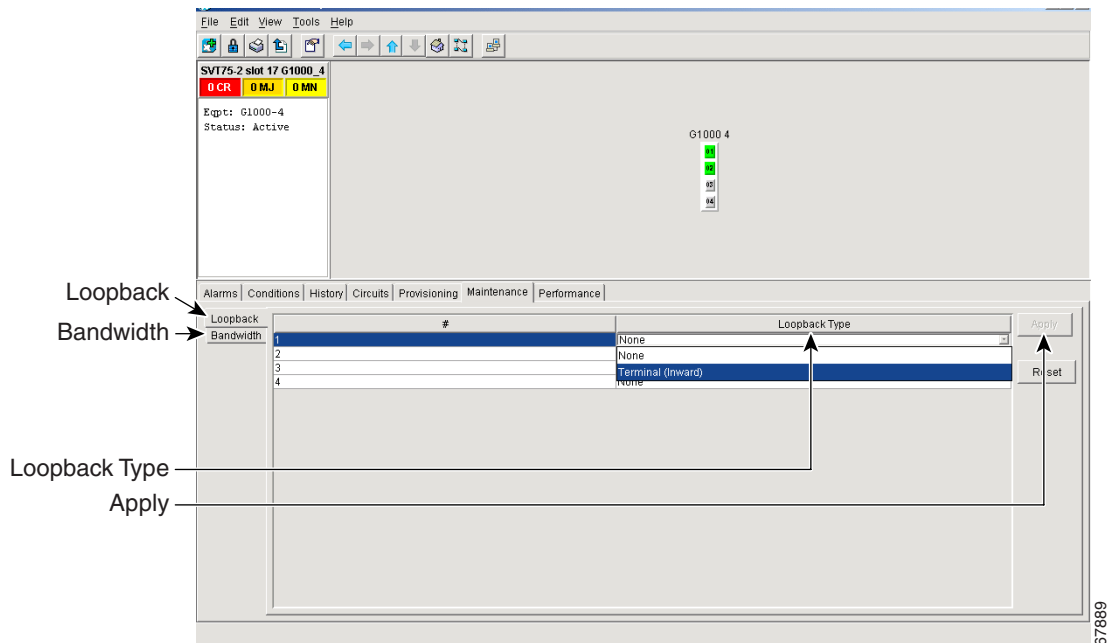 File Edit View Tools Help
SVT75-2 slot 17 G1000_4
0 CR 0 MJ 0 MN
Eqpt: G1000-4
Status: Active
G1000 4
01
02
03
04
Alarms Conditions History Circuits Provisioning Maintenance Performance
Loopback
Bandwidth
Loopback
Bandwidth
# Loopback Type
1 None
2 None
3 Terminal (Inward)
4 None
Apply
Reset
Loopback Type
Apply
67889